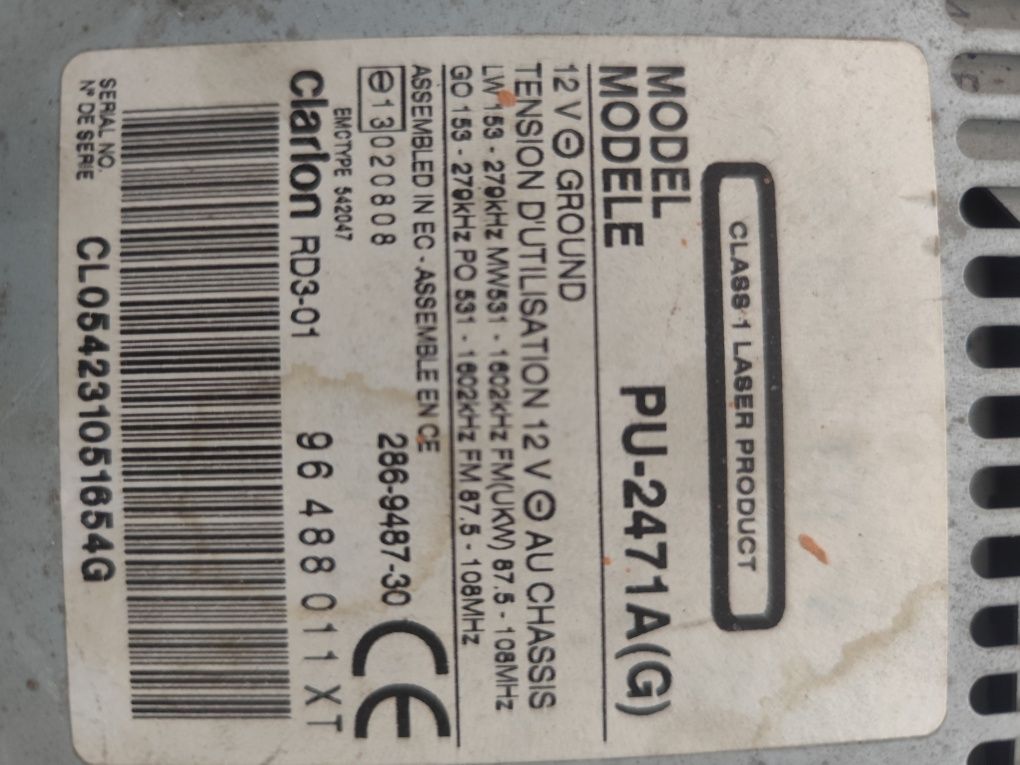 CLASS 1 LASER PRODUCT
MODEL
MODELE PU-2471A(G)
12 V ⊖ GROUND
TENSION D'UTILISATION 12 V ⊖ AU CHASSIS
LW 153 - 279kHz MW531 - 1602kHz FM(UKW) 87.5 - 108MHz
GO 153 - 279kHz PO 531 - 1602kHz FM 87.5 - 108MHz
ASSEMBLED IN EC - ASSEMBLE EN CE
e13 020808 286-9487-30 CE
EMCTYPE 542047
Clarion RD3-01 96 488 011 XT
SERIAL NO.
N° DE SERIE CL054231051654G